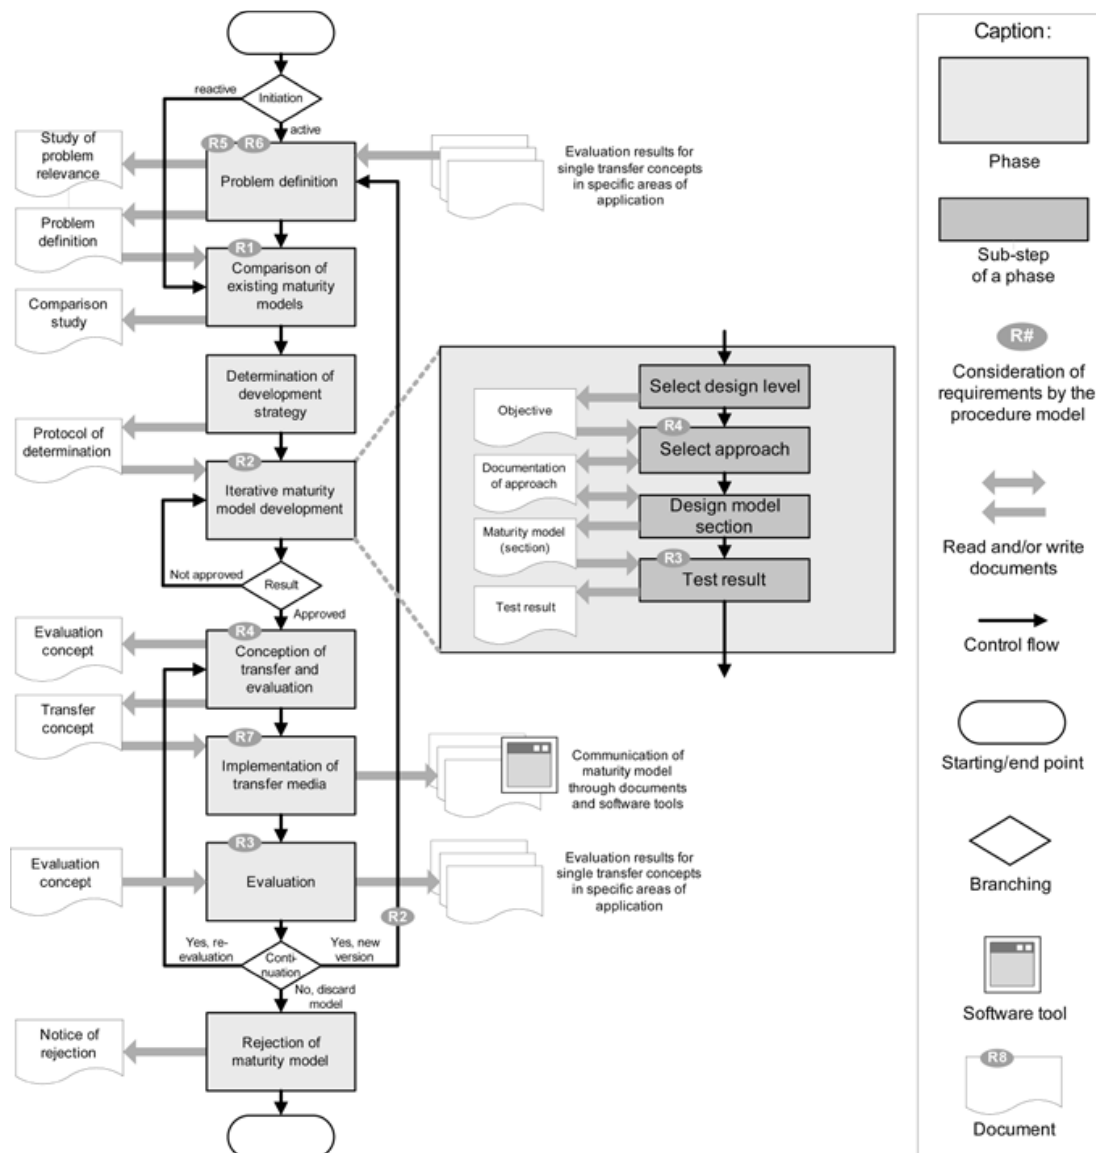 Initiation
reactive
active
R5
R6
Problem definition
Study of
problem
relevance
Problem
definition
Evaluation results for
single transfer concepts
in specific areas of
application
R1
Comparison of
existing maturity
models
Comparison
study
Determination of
development
strategy
Protocol of
determination
R2
Iterative maturity
model development
Not approved
Result
Approved
Select design level
Objective
R4
Select approach
Documentation
of approach
Design model
section
Maturity model
(section)
R3
Test result
Test result
R4
Conception of
transfer and
evaluation
Evaluation
concept
Transfer
concept
R7
Implementation of
transfer media
Communication of
maturity model
through documents
and software tools
R3
Evaluation
Evaluation
concept
Evaluation results for
single transfer concepts
in specific areas of
application
R2
Yes, re-
evaluation
Conti-
nuation
Yes, new
version
No, discard
model
Rejection of
maturity model
Notice of
rejection
Caption:
Phase
Sub-step
of a phase
R#
Consideration of
requirements by the
procedure model
Read and/or write
documents
Control flow
Starting/end point
Branching
Software tool
R8
Document